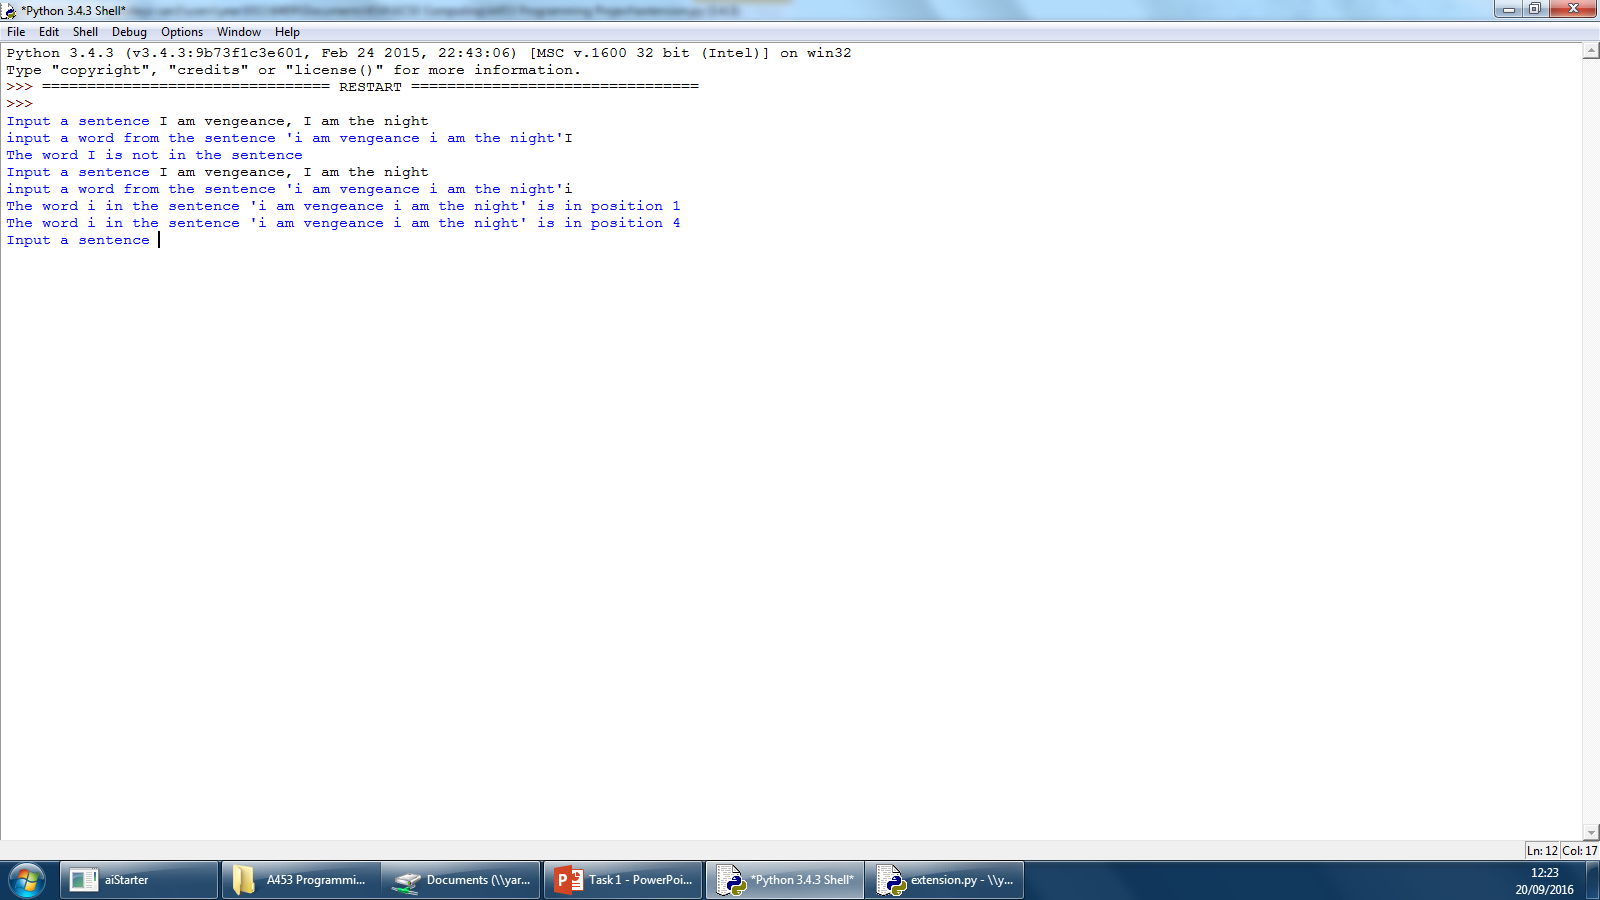 *Python 3.4.3 Shell*
File Edit Shell Debug Options Window Help
Python 3.4.3 (v3.4.3:9b73f1c3e601, Feb 24 2015, 22:43:06) [MSC v.1600 32 bit (Intel)] on win32
Type "copyright", "credits" or "license()" for more information.
>>> ================================ RESTART ================================
>>>
Input a sentence I am vengeance, I am the night
input a word from the sentence 'i am vengeance i am the night'I
The word I is not in the sentence
Input a sentence I am vengeance, I am the night
input a word from the sentence 'i am vengeance i am the night'i
The word i in the sentence 'i am vengeance i am the night' is in position 1
The word i in the sentence 'i am vengeance i am the night' is in position 4
Input a sentence
Ln: 12 Col: 17
aiStarter
A453 Programmi...
Documents (\\yar...
Task 1 - PowerPoi...
*Python 3.4.3 Shell*
extension.py - \\y...
12:23
20/09/2016